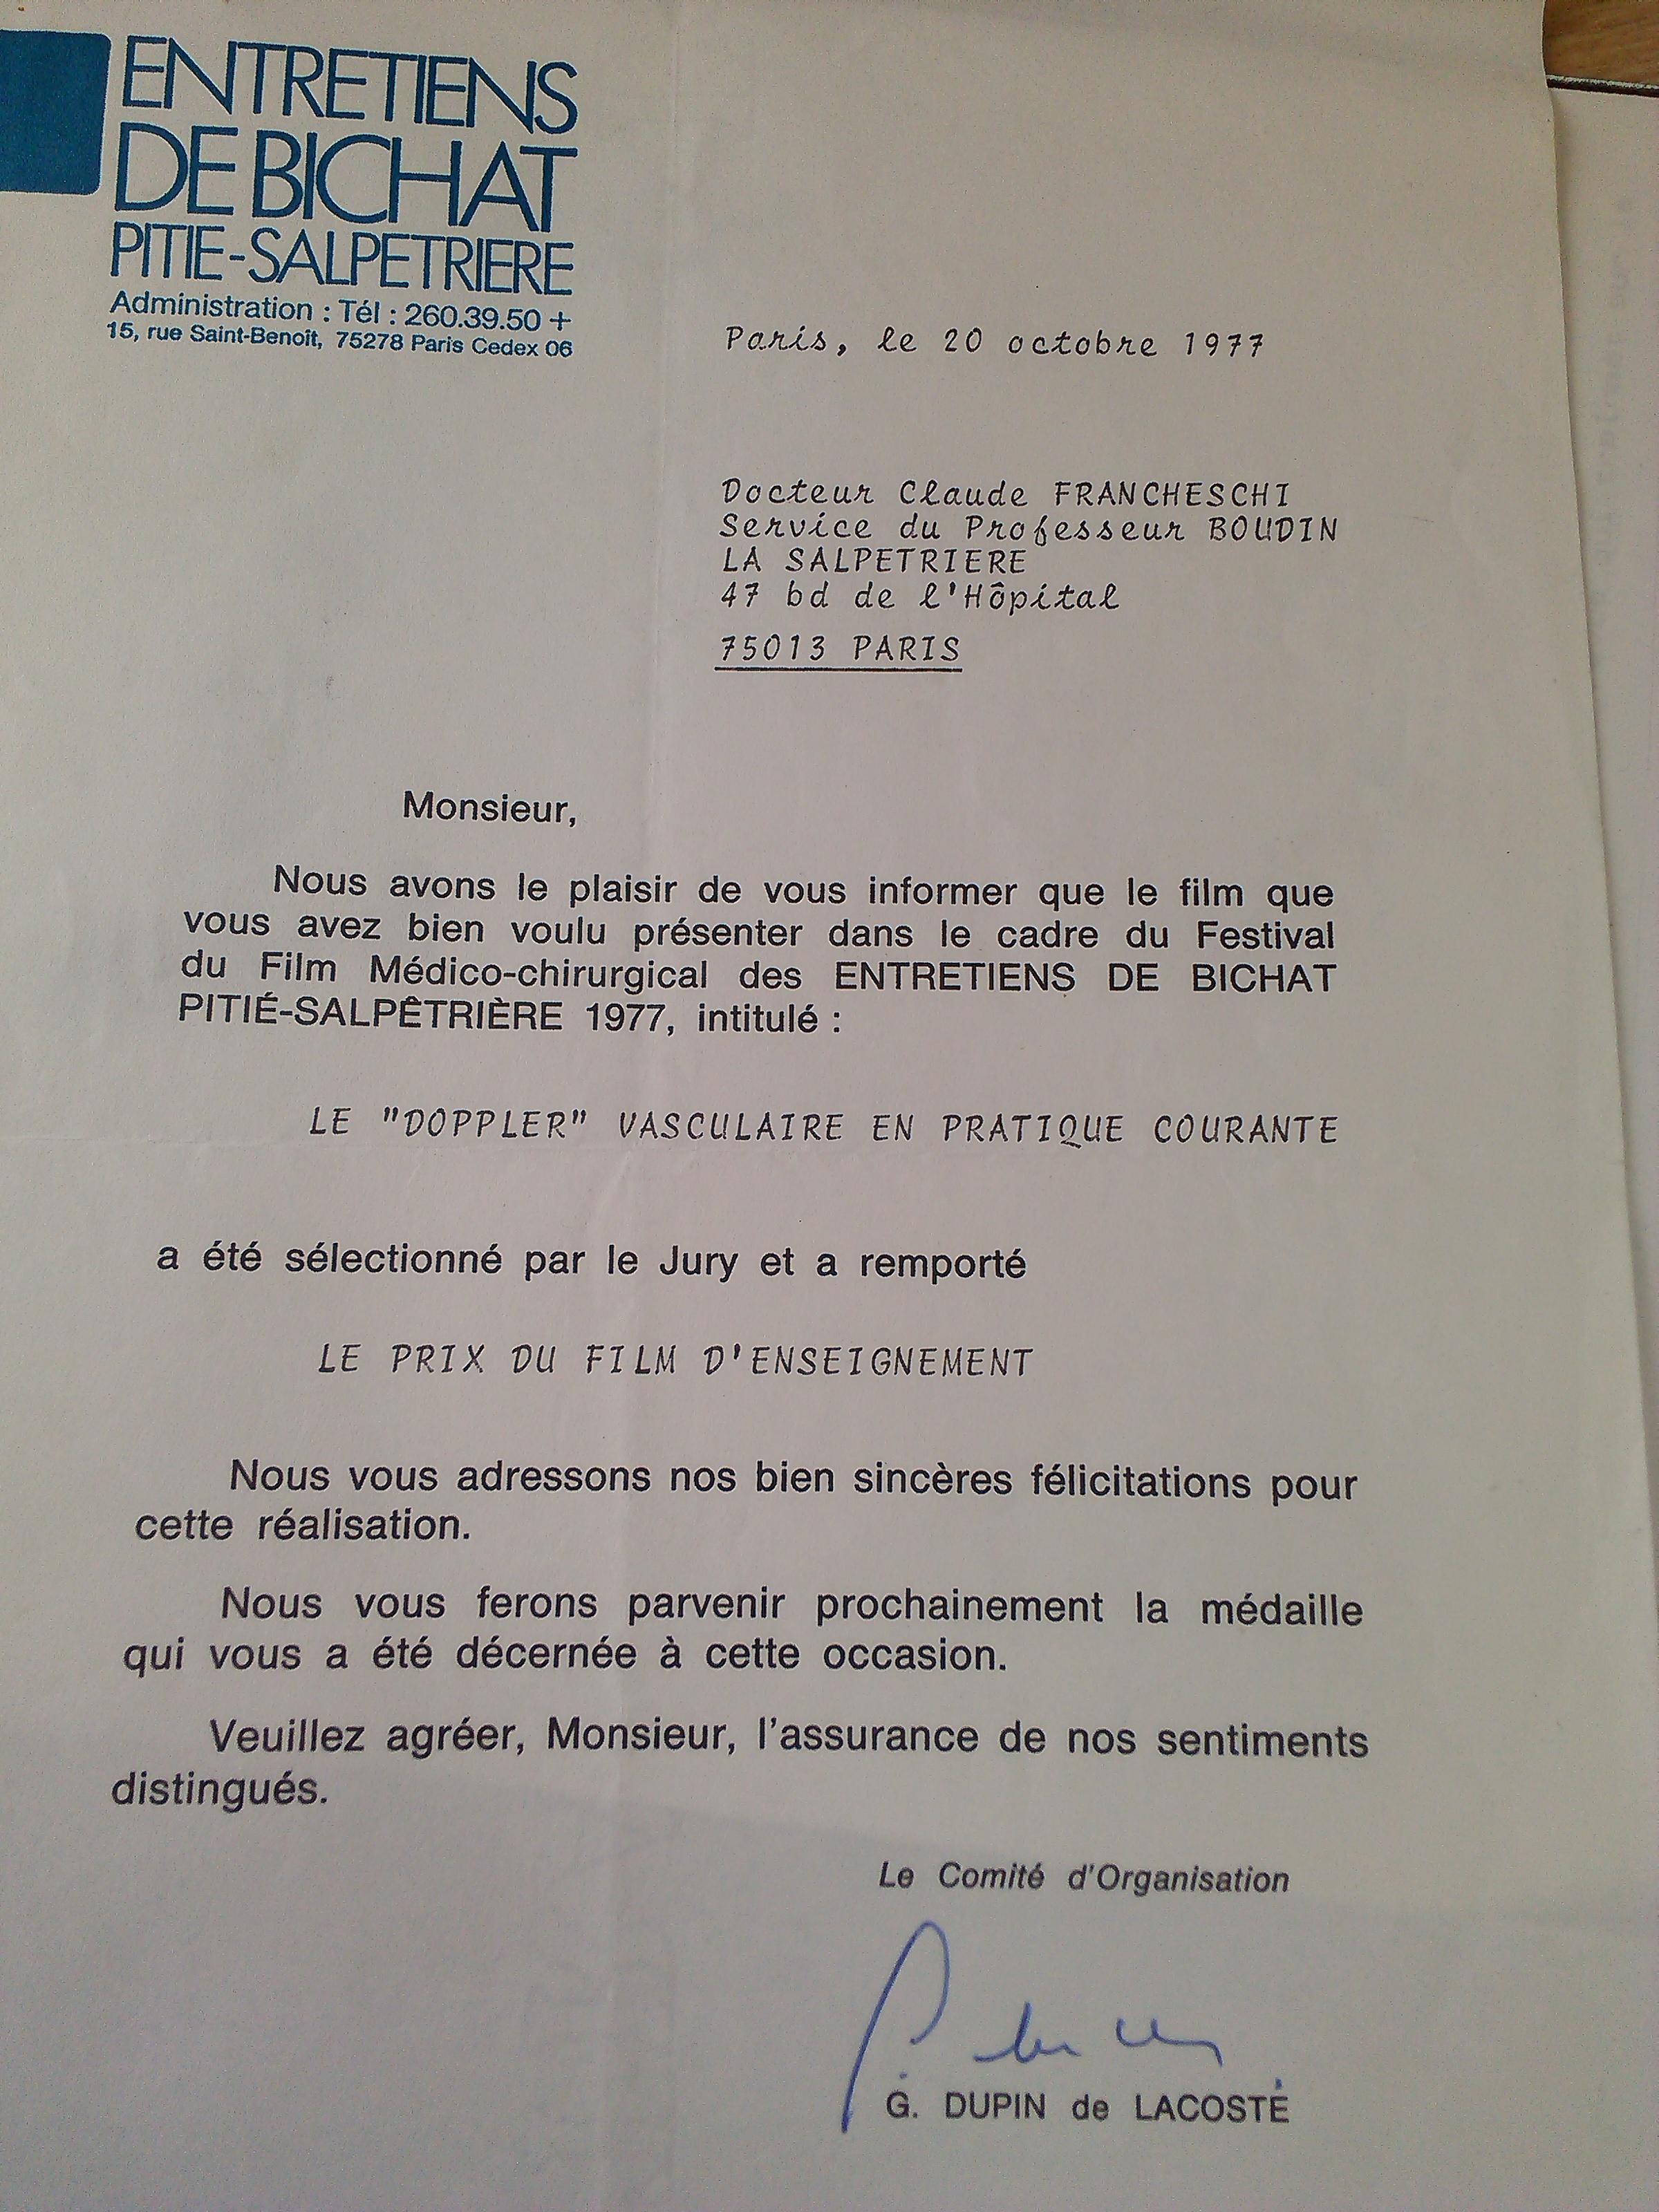 ENTRETIENS
DE BICHAT
PITIE-SALPETRIERE
Administration : Tél : 260.39.50 +
15, rue Saint-Benoît, 75278 Paris Cedex 06
Paris, le 20 octobre 1977
Docteur Claude FRANCHESCHI
Service du Professeur BOUDIN
LA SALPETRIERE
47 bd de l'Hôpital
75013 PARIS
Monsieur,
Nous avons le plaisir de vous informer que le film que
vous avez bien voulu présenter dans le cadre du Festival
du Film Médico-chirurgical des ENTRETIENS DE BICHAT
PITIÉ-SALPÊTRIÈRE 1977, intitulé :
LE "DOPPLER" VASCULAIRE EN PRATIQUE COURANTE
a été sélectionné par le Jury et a remporté
LE PRIX DU FILM D'ENSEIGNEMENT
Nous vous adressons nos bien sincères félicitations pour
cette réalisation.
Nous vous ferons parvenir prochainement la médaille
qui vous a été décernée à cette occasion.
Veuillez agréer, Monsieur, l'assurance de nos sentiments
distingués.
Le Comité d'Organisation
G. DUPIN de LACOSTE